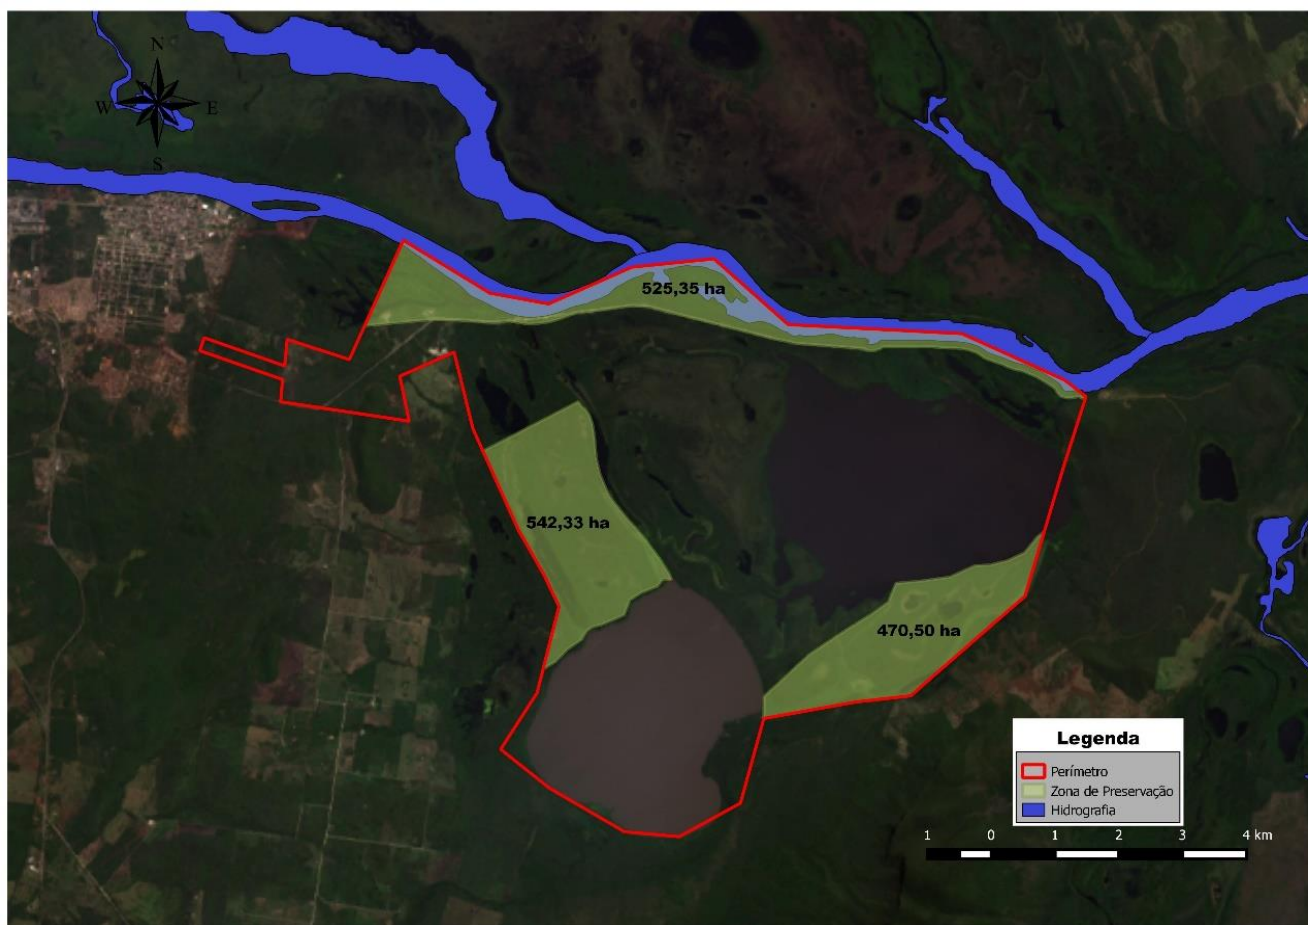 N
W E
S
525,35 ha
542,33 ha
470,50 ha
Legenda
Perímetro
Zona de Preservação
Hidrografia
1 0 1 2 3 4 km